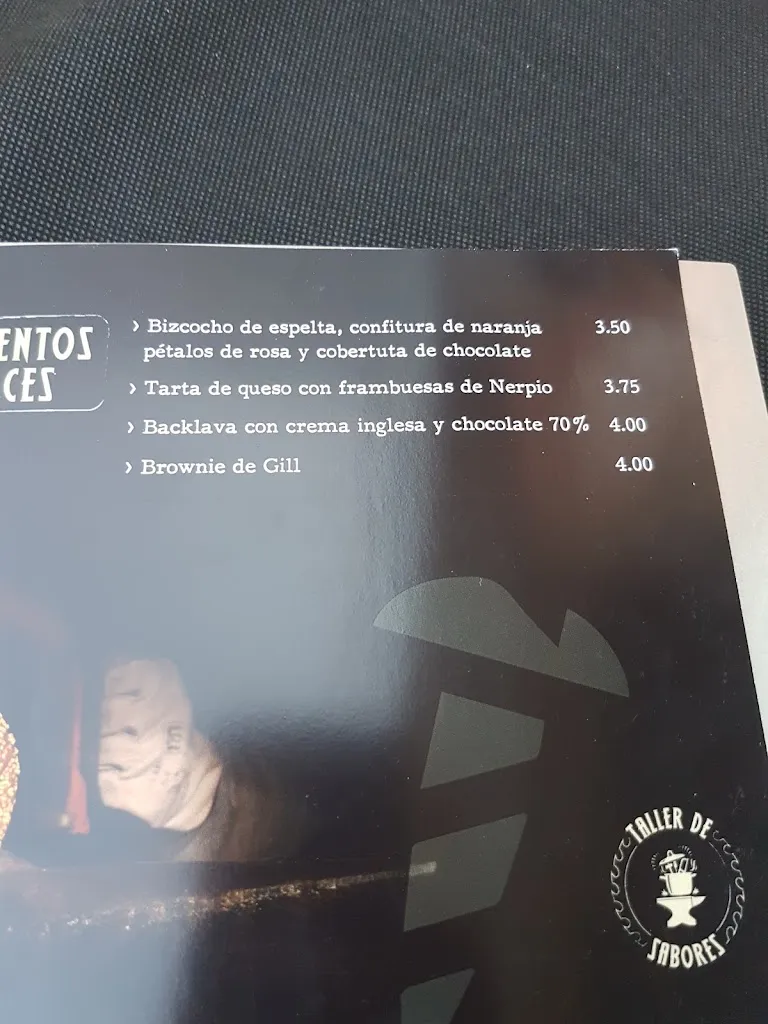 ENTOS
CES
› Bizcocho de espelta, confitura de naranja 3.50
pétalos de rosa y cobertuta de chocolate
› Tarta de queso con frambuesas de Nerpio 3.75
› Backlava con crema inglesa y chocolate 70% 4.00
› Brownie de Gill 4.00
TALLER DE
SABORES